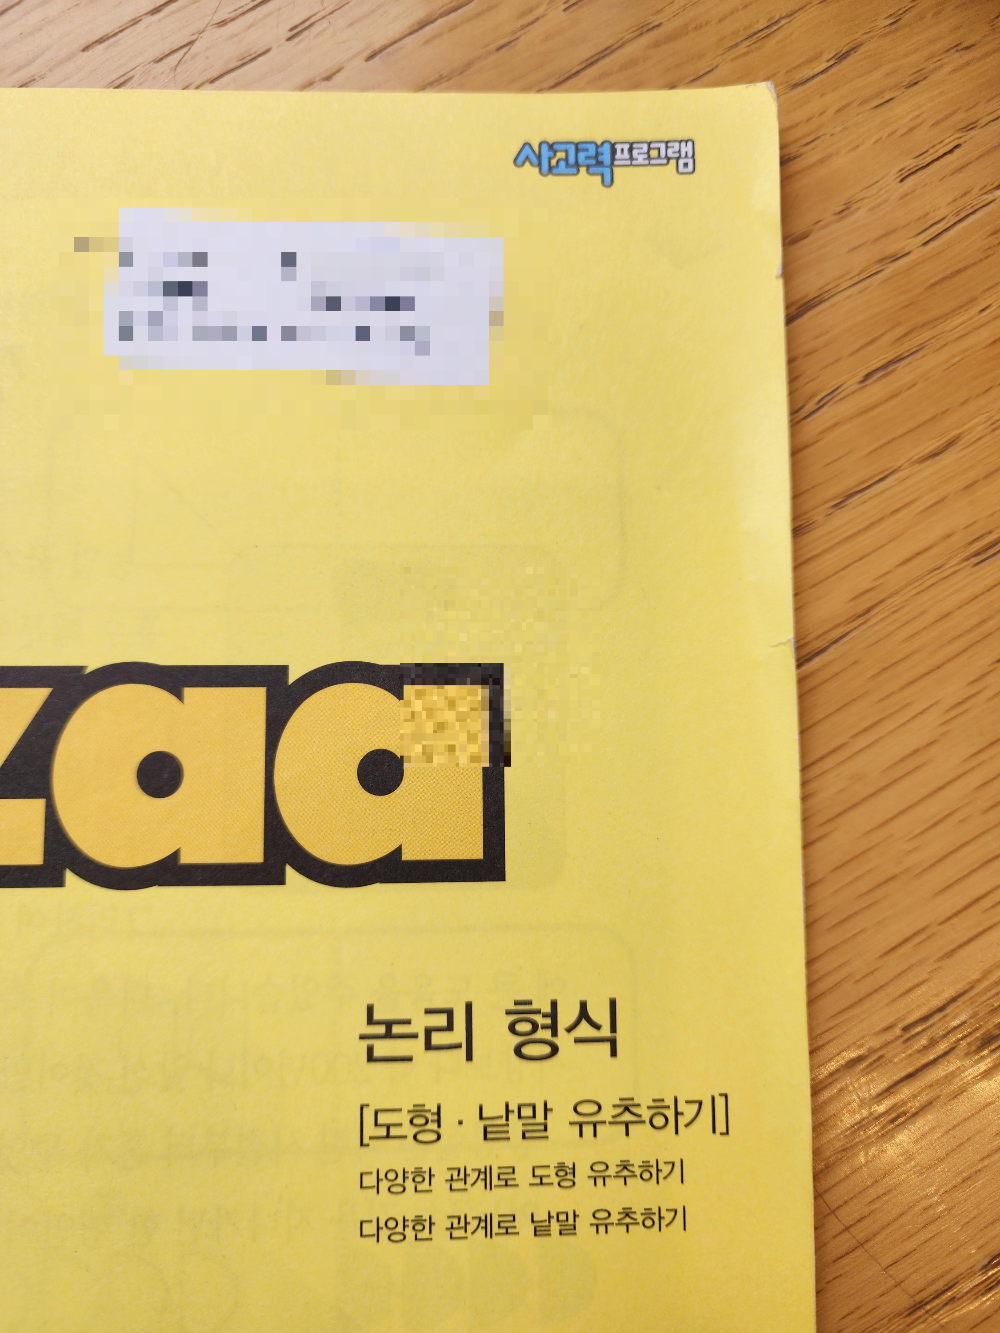 사고력프로그램
zaa
논리 형식
[도형 · 낱말 유추하기]
다양한 관계로 도형 유추하기
다양한 관계로 낱말 유추하기